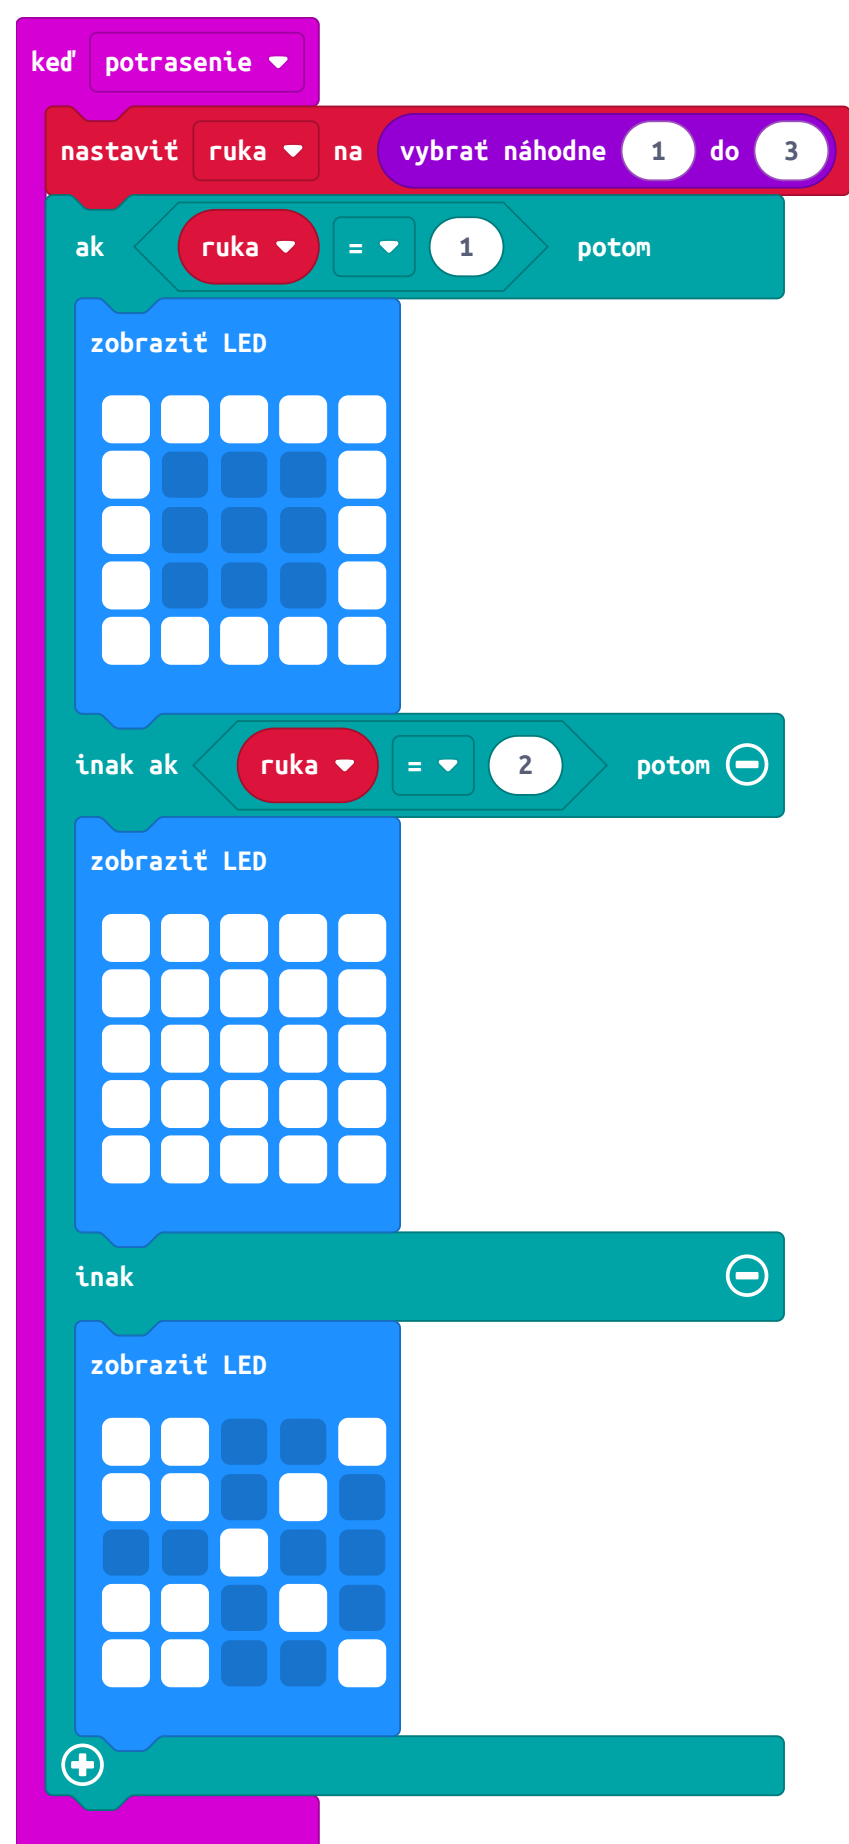 keď potrasenie
nastaviť ruka na vybrať náhodne 1 do 3
ak ruka = 1 potom
zobraziť LED
inak ak ruka = 2 potom
zobraziť LED
inak
zobraziť LED